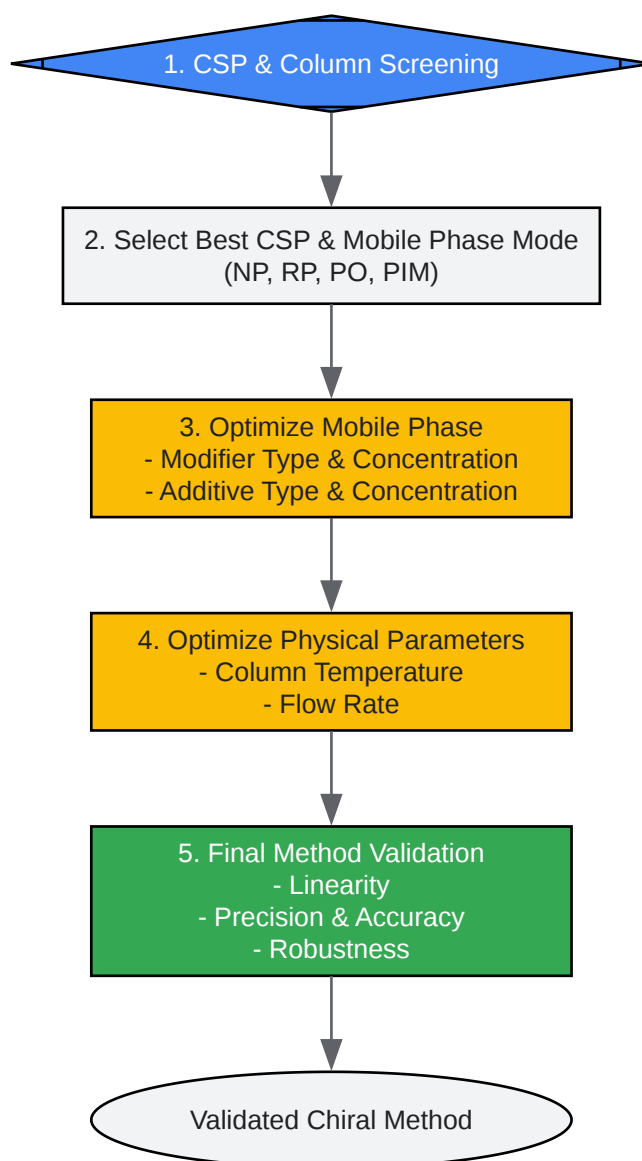 1. CSP & Column Screening
2. Select Best CSP & Mobile Phase Mode
(NP, RP, PO, PIM)
3. Optimize Mobile Phase
- Modifier Type & Concentration
- Additive Type & Concentration
4. Optimize Physical Parameters
- Column Temperature
- Flow Rate
5. Final Method Validation
- Linearity
- Precision & Accuracy
- Robustness
Validated Chiral Method